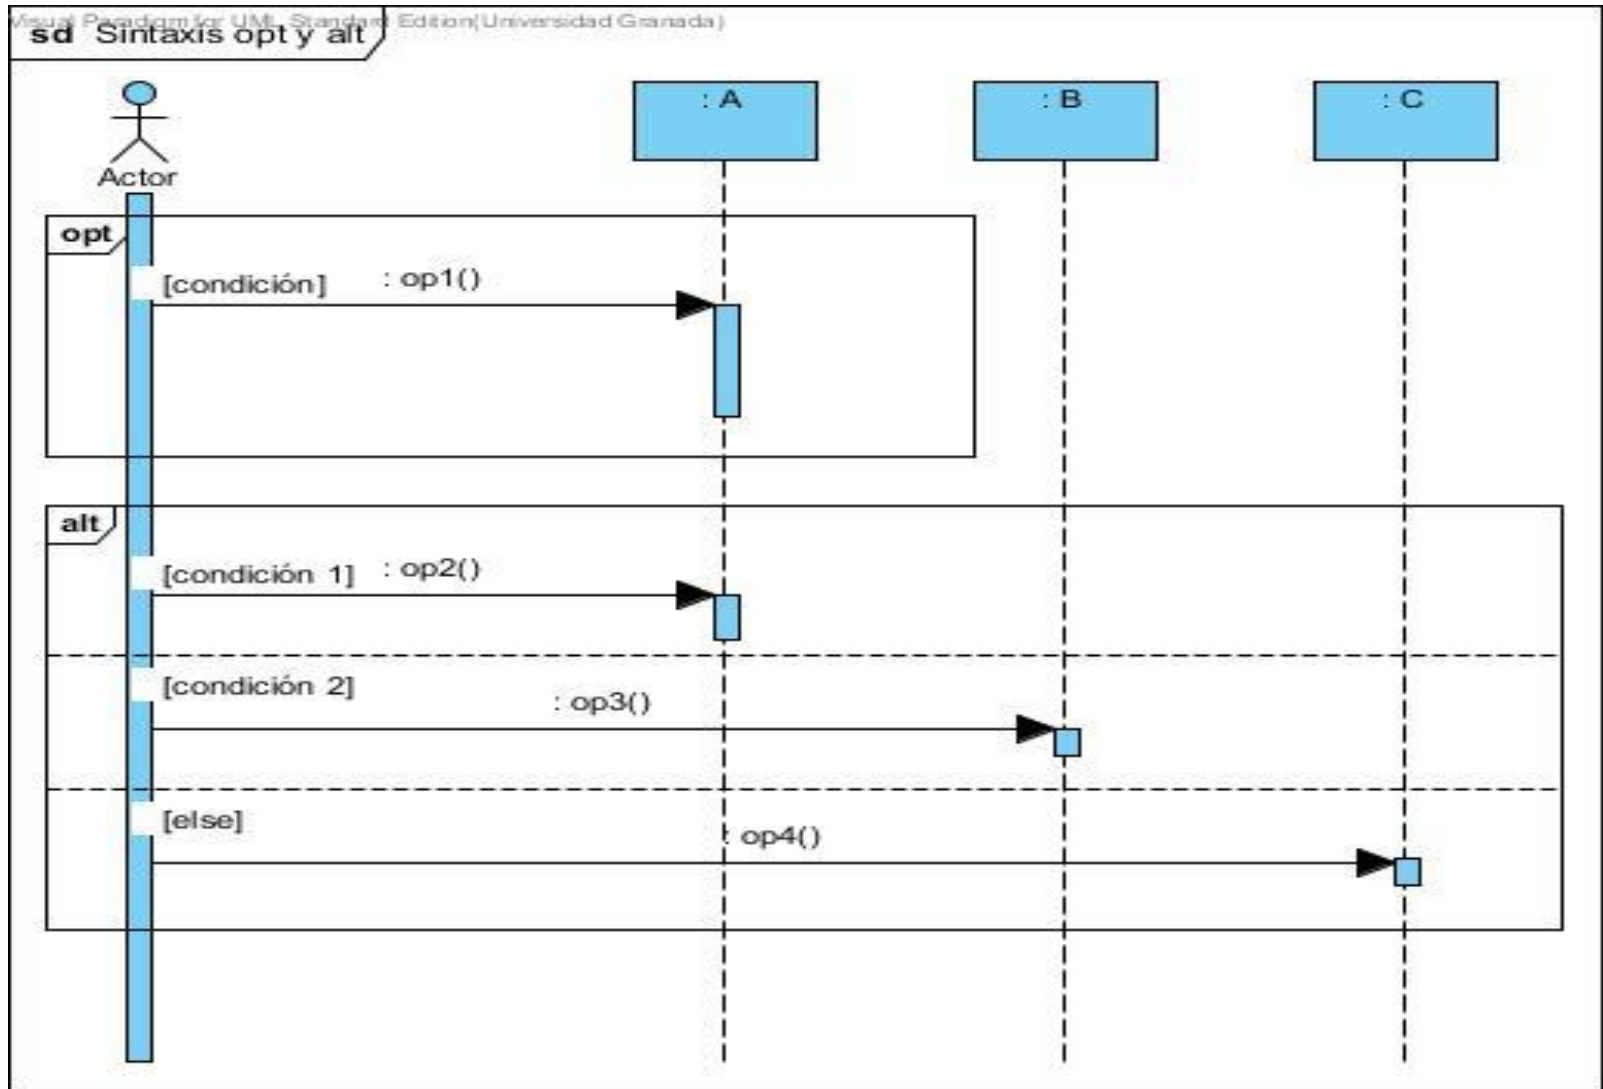 Visual Paradigm for UML Standard Edition(Universidad Granada)
sd Sintaxis opt y alt
: A
: B
: C
Actor
opt
[condición]
: op1()
alt
[condición 1]
: op2()
[condición 2]
: op3()
[else]
: op4()